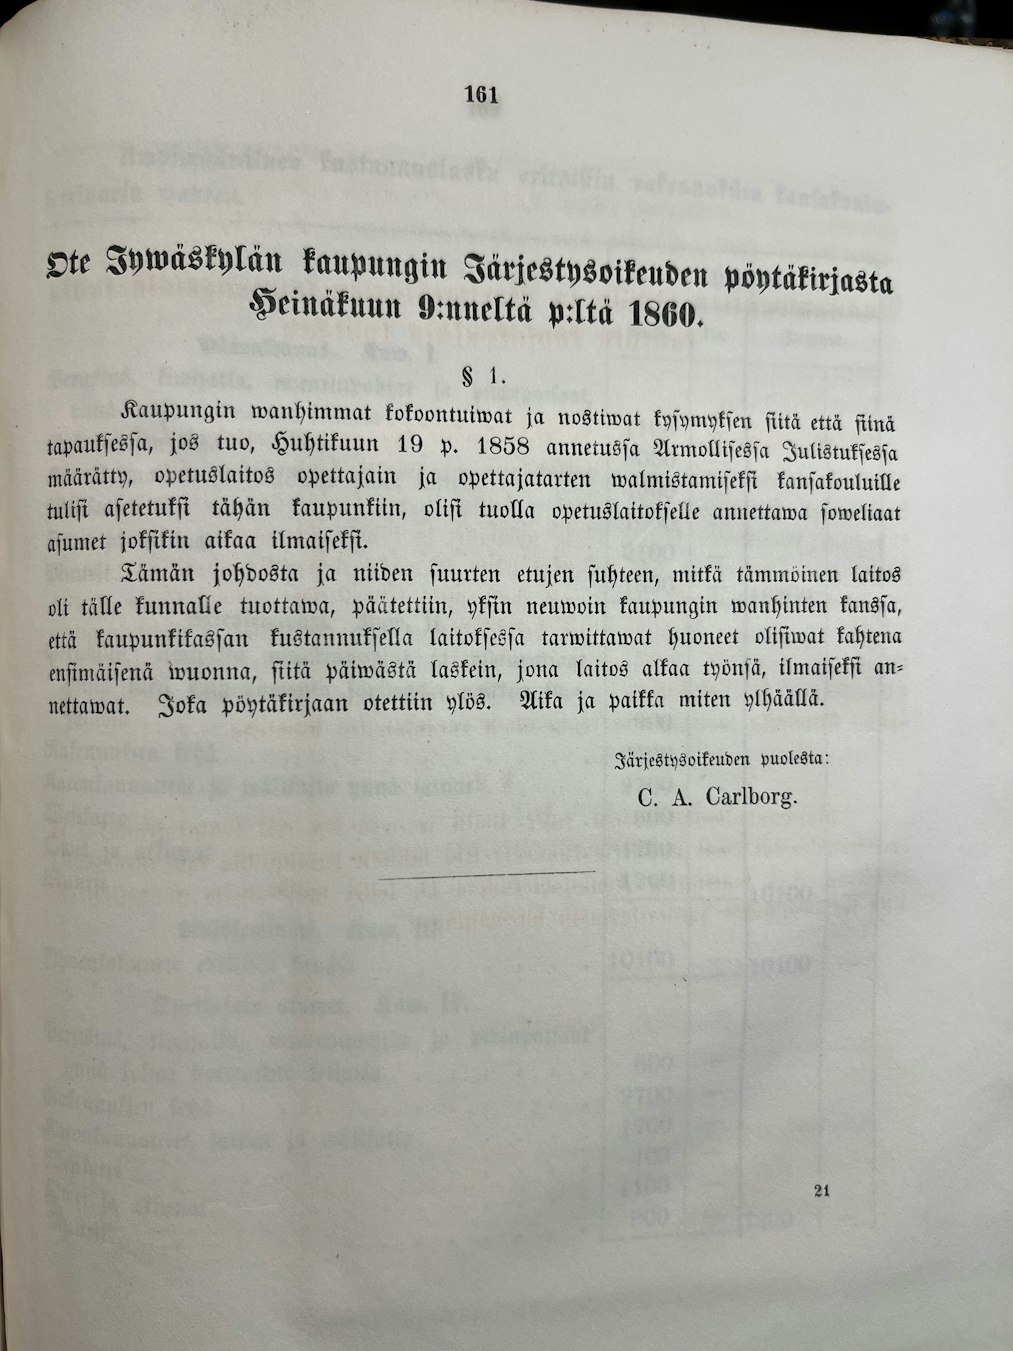 161
Ote Jywäskylän kaupungin Järjestysoikeuden pöytäkirjasta
Heinäkuun 9:nneltä p:ltä 1860.
§ 1.
Kaupungin wanhimmat kokoontuiwat ja nostiwat kysymyksen siitä että siinä
tapauksessa, jos tuo, Huhtikuun 19 p. 1858 annetussa Armollisessa Julistuksessa
määrätty, opetuslaitos opettajain ja opettajatarten walmistamiseksi kansakouluille
tulisi asetetuksi tähän kaupunkiin, olisi tuolla opetuslaitokselle annettawa soweliaat
asumet joksikin aikaa ilmaiseksi.
Tämän johdosta ja niiden suurten etujen suhteen, mitkä tämmöinen laitos
oli tälle kunnalle tuottawa, päätettiin, yksin neuwoin kaupungin wanhinten kanssa,
että kaupunkikassan kustannuksella laitoksessa tarwittawat huoneet olisiwat kahtena
ensimäisenä wuonna, siitä päiwästä laskein, jona laitos alkaa työnsä, ilmaiseksi an-
nettawat. Joka pöytäkirjaan otettiin ylös. Aika ja paikka miten ylhäällä.
Järjestysoikeuden puolesta:
C. A. Carlborg.
21